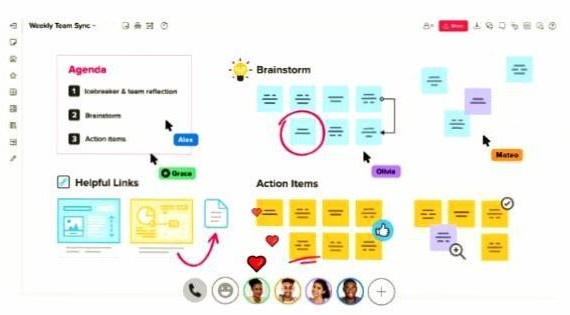 Weekly Team Sync
Share
Agenda
1 Icebreaker & team reflection
2 Brainstorm
3 Action items
Alex
Grace
Brainstorm
Olivia
Mateo
Helpful Links
Action Items